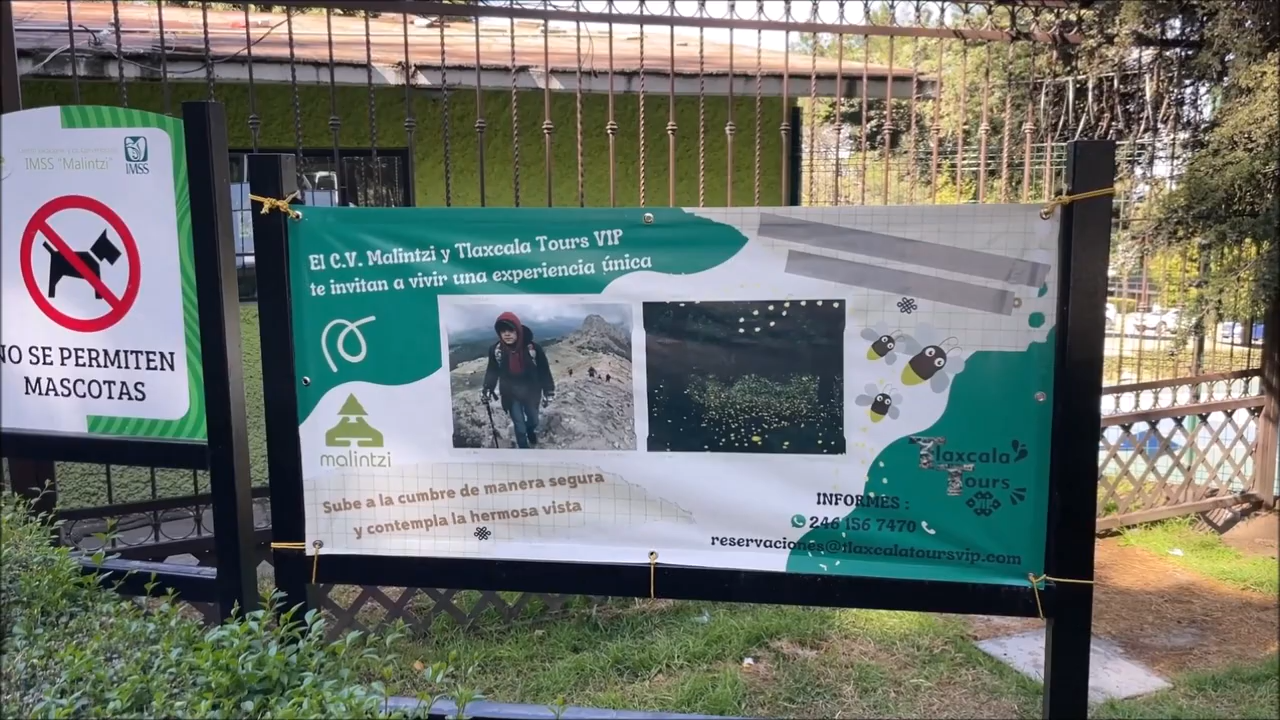 IMSS "Malintzi"
IMSS
NO SE PERMITEN
MASCOTAS
El C.V. Malintzi y Tlaxcala Tours VIP
te invitan a vivir una experiencia única
malintzi
Sube a la cumbre de manera segura
y contempla la hermosa vista
Tlaxcala
Tours
INFORMES :
246 156 7470
reservaciones@tlaxcalatoursvip.com